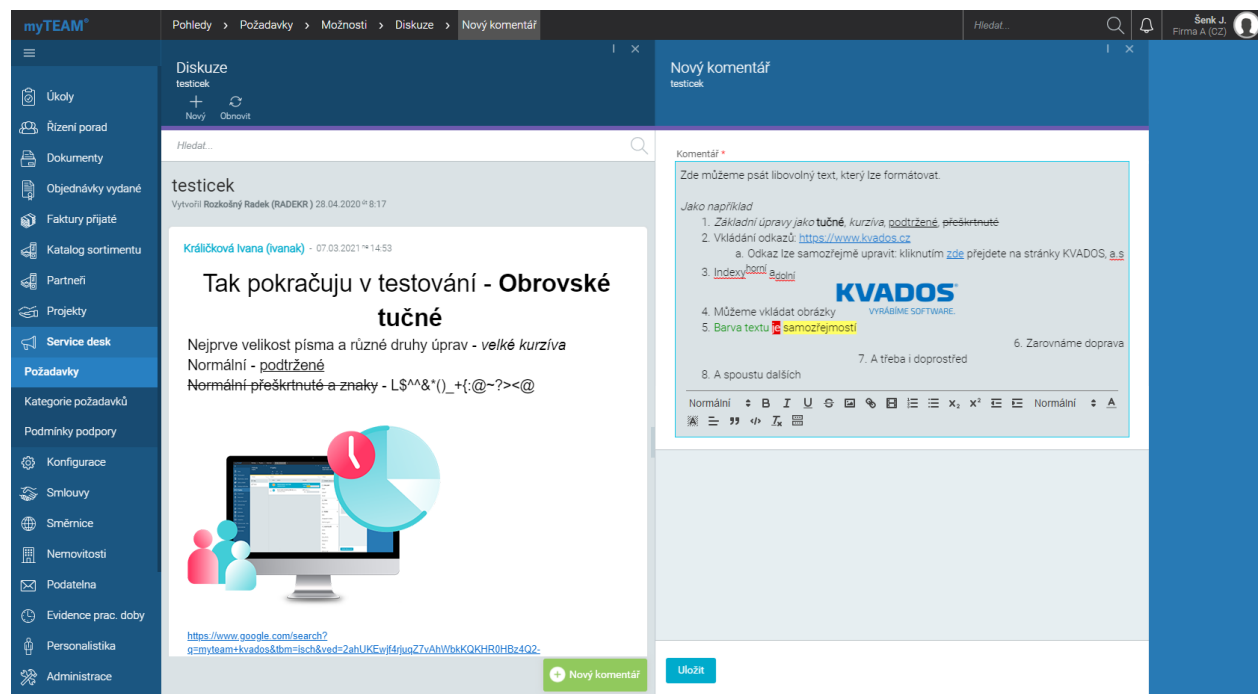 myTEAM®
Pohledy > Požadavky > Možnosti > Diskuze > Nový komentář
Hledat...
Šenk J.
Firma A (CZ)
Úkoly
Řízení porad
Dokumenty
Objednávky vydané
Faktury přijaté
Katalog sortimentu
Partneři
Projekty
Service desk
Požadavky
Kategorie požadavků
Podmínky podpory
Konfigurace
Smlouvy
Směrnice
Nemovitosti
Podatelna
Evidence prac. doby
Personalistika
Administrace
Diskuze
testicek
Nový Obnovit
Hledat...
testicek
Vytvořil Rozkošný Radek (RADEKR ) 28.04.2020 út 8:17
Králičková Ivana (ivanak) - 07.03.2021 ne 14:53
Tak pokračuju v testování - Obrovské
tučné
Nejprve velikost písma a různé druhy úprav - velké kurzíva
Normální - podtržené
Normální přeškrtnuté a znaky - L$^^&*()_+{:@~?><@
https://www.google.com/search?
q=myteam+kvados&tbm=isch&ved=2ahUKEwjf4rjuqZ7vAhWbkKQKHR0HBz4Q2-
Nový komentář
Nový komentář
testicek
Komentář *
Zde můžeme psát libovolný text, který lze formátovat.
Jako například
1. Základní úpravy jako tučné, kurzíva, podtržené, přeškrtnuté
2. Vkládání odkazů: https://www.kvados.cz
a. Odkaz lze samozřejmě upravit: kliknutím zde přejdete na stránky KVADOS, a.s
3. Indexy horní a dolní
KVADOS®
VYRÁBÍME SOFTWARE.
4. Můžeme vkládat obrázky
5. Barva textu je samozřejmostí
6. Zarovnáme doprava
7. A třeba i doprostřed
8. A spoustu dalších
Normální B I U S x₂ x² Normální A
A </> Tx
Uložit